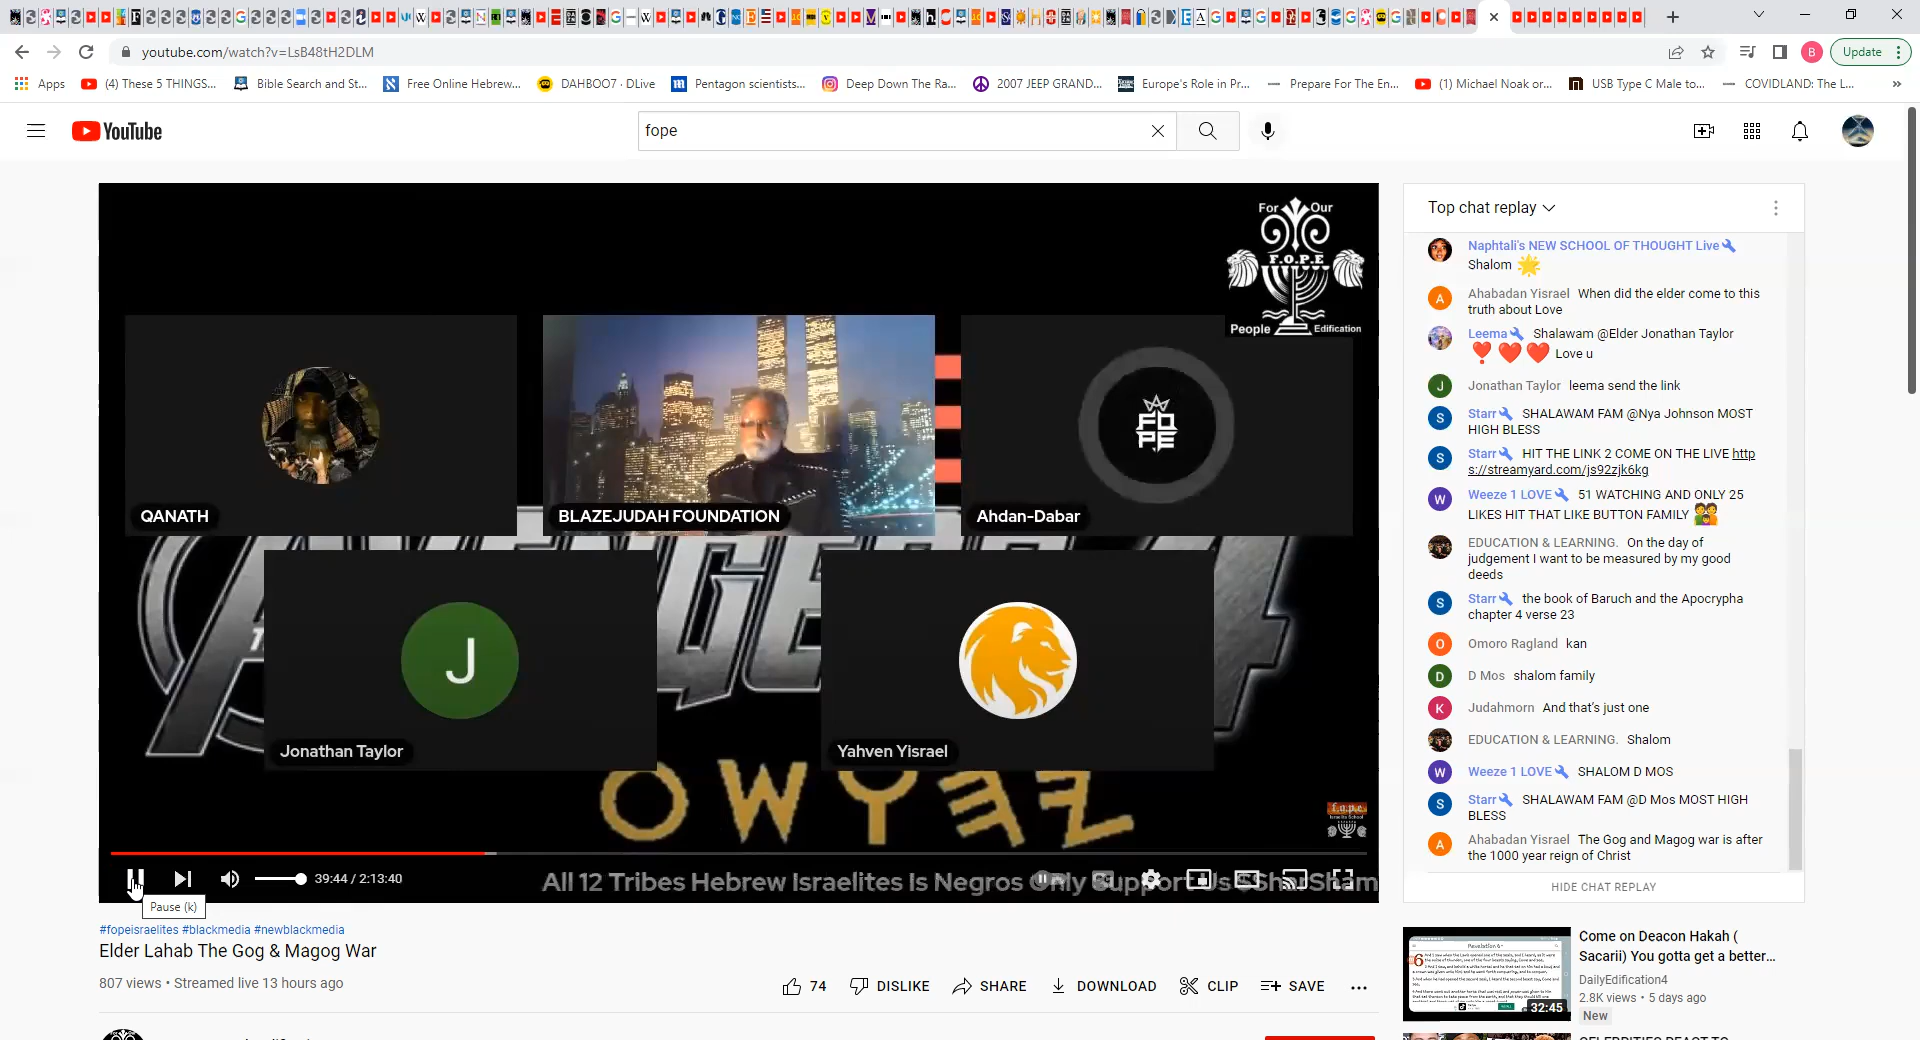 youtube.com/watch?v=LsB48tH2DLM
B
Update
Apps
(4) These 5 THINGS...
Bible Search and St...
Free Online Hebrew...
DAHBOO7 · DLive
Pentagon scientists...
Deep Down The Ra...
2007 JEEP GRAND...
Europe's Role in Pr...
Prepare For The En...
(1) Michael Noak or...
USB Type C Male to...
COVIDLAND: The L...
YouTube
fope
For Our
F.O.P.E
People Edification
QANATH
BLAZEJUDAH FOUNDATION
FOPE
Ahdan-Dabar
J
Jonathan Taylor
Yahven Yisrael
f.o.p.e
Israelite School
39:44 / 2:13:40
All 12 Tribes Hebrew Israelites Is Negros Only Support Us $Sha Sham
Pause (k)
#fopeisraelites #blackmedia #newblackmedia
Elder Lahab The Gog & Magog War
807 views • Streamed live 13 hours ago
74
DISLIKE
SHARE
DOWNLOAD
CLIP
SAVE
Top chat replay
Naphtali's NEW SCHOOL OF THOUGHT Live
Shalom
A
Ahabadan Yisrael When did the elder come to this
truth about Love
Leema Shalawam @Elder Jonathan Taylor
Love u
J
Jonathan Taylor leema send the link
S
Starr SHALAWAM FAM @Nya Johnson MOST
HIGH BLESS
S
Starr HIT THE LINK 2 COME ON THE LIVE http
s://streamyard.com/js92zjk6kg
W
Weeze 1 LOVE 51 WATCHING AND ONLY 25
LIKES HIT THAT LIKE BUTTON FAMILY
EDUCATION & LEARNING. On the day of
judgement I want to be measured by my good
deeds
S
Starr the book of Baruch and the Apocrypha
chapter 4 verse 23
O
Omoro Ragland kan
D
D Mos shalom family
K
Judahmorn And that's just one
EDUCATION & LEARNING. Shalom
W
Weeze 1 LOVE SHALOM D MOS
S
Starr SHALAWAM FAM @D Mos MOST HIGH
BLESS
A
Ahabadan Yisrael The Gog and Magog war is after
the 1000 year reign of Christ
HIDE CHAT REPLAY
Revelation 6
32:45
Come on Deacon Hakah (
Sacarii) You gotta get a better...
DailyEdification4
2.8K views • 5 days ago
New